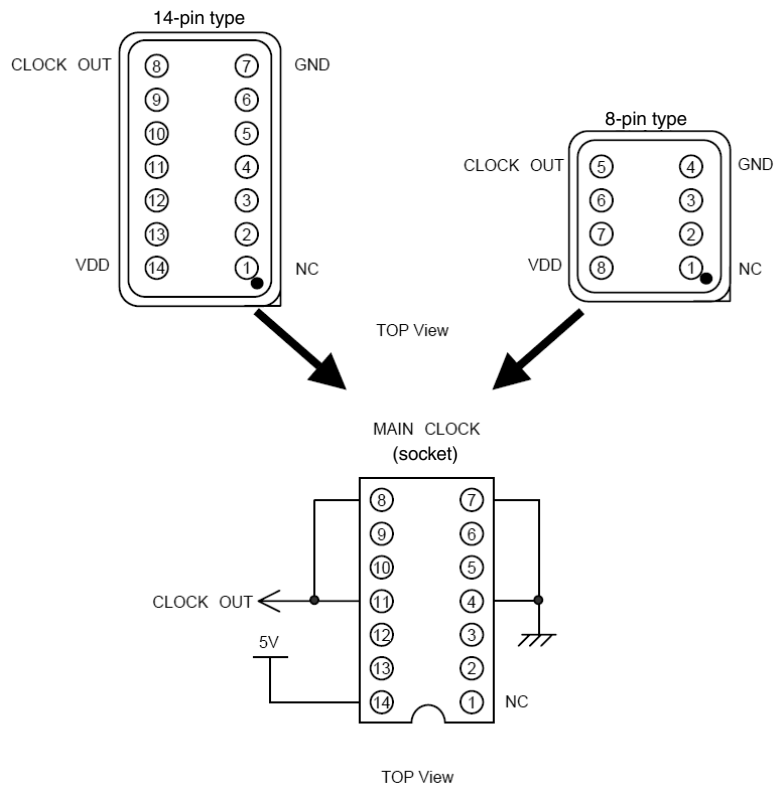 14-pin type
CLOCK OUT 8 7 GND
9 6
10 5
11 4
12 3
13 2
VDD 14 1 NC
8-pin type
CLOCK OUT 5 4 GND
6 3
7 2
VDD 8 1 NC
TOP View
MAIN CLOCK
(socket)
8 7
9 6
10 5
CLOCK OUT 11 4
12 3
5V
13 2
14 1 NC
TOP View